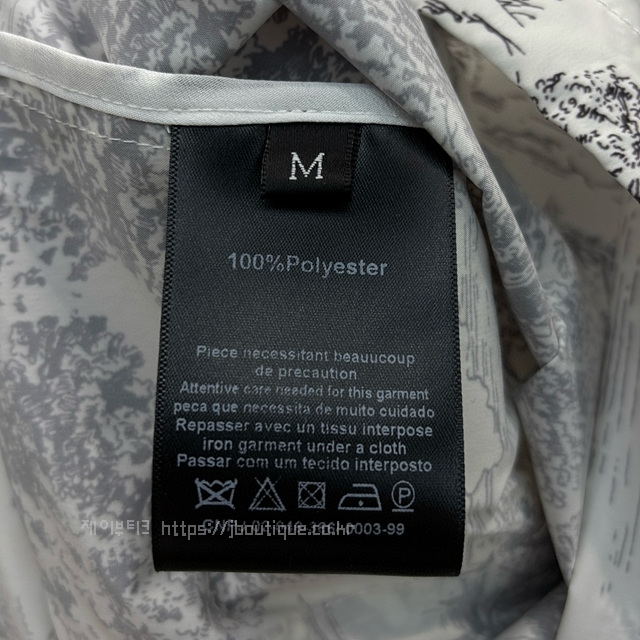 M
100%Polyester
Piece necessitant beauucoup
de precaution
Attentive care needed for this garment
peca que necessita de muito cuidado
Repasser avec un tissu interpose
iron garment under a cloth
Passar com um tecido interposto
P
제이부티크 https://jboutique.co.kr
0003-99